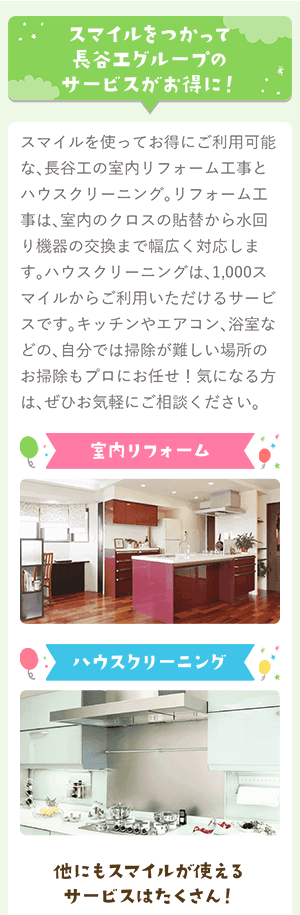 スマイルをつかって
長谷工グループの
サービスがお得に！
スマイルを使ってお得にご利用可能
な、長谷工の室内リフォーム工事と
ハウスクリーニング。リフォーム工
事は、室内のクロスの貼替から水回
り機器の交換まで幅広く対応しま
す。ハウスクリーニングは、1,000ス
マイルからご利用いただけるサービ
スです。キッチンやエアコン、浴室な
どの、自分では掃除が難しい場所の
お掃除もプロにお任せ！気になる方
は、ぜひお気軽にご相談ください。
室内リフォーム
ハウスクリーニング
他にもスマイルが使える
サービスはたくさん！